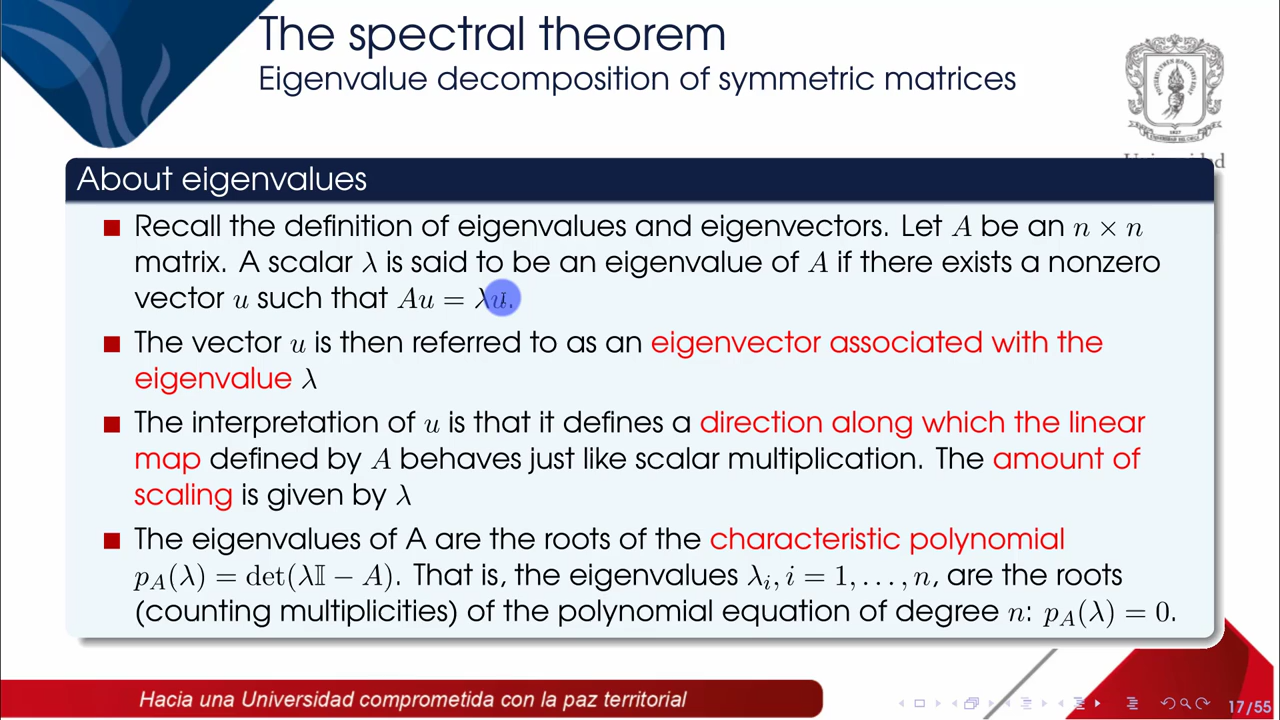 The spectral theorem
Eigenvalue decomposition of symmetric matrices
About eigenvalues
Recall the definition of eigenvalues and eigenvectors. Let A be an n × n
matrix. A scalar λ is said to be an eigenvalue of A if there exists a nonzero
vector u such that Au = λu.
The vector u is then referred to as an eigenvector associated with the
eigenvalue λ
The interpretation of u is that it defines a direction along which the linear
map defined by A behaves just like scalar multiplication. The amount of
scaling is given by λ
The eigenvalues of A are the roots of the characteristic polynomial
p_A(λ) = det(λ𝕀 − A). That is, the eigenvalues λ_i, i = 1, . . . , n, are the roots
(counting multiplicities) of the polynomial equation of degree n: p_A(λ) = 0.
Hacia una Universidad comprometida con la paz territorial
17/55